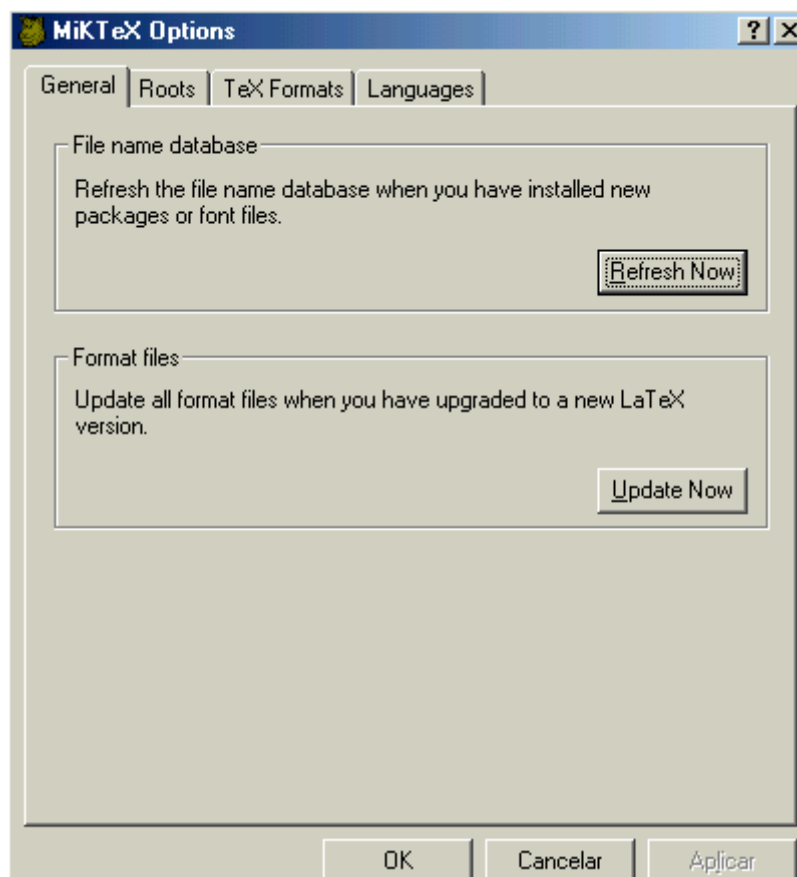 MiKTeX Options
General Roots TeX Formats Languages
File name database
Refresh the file name database when you have installed new
packages or font files.
Refresh Now
Format files
Update all format files when you have upgraded to a new LaTeX
version.
Update Now
OK Cancelar Aplicar